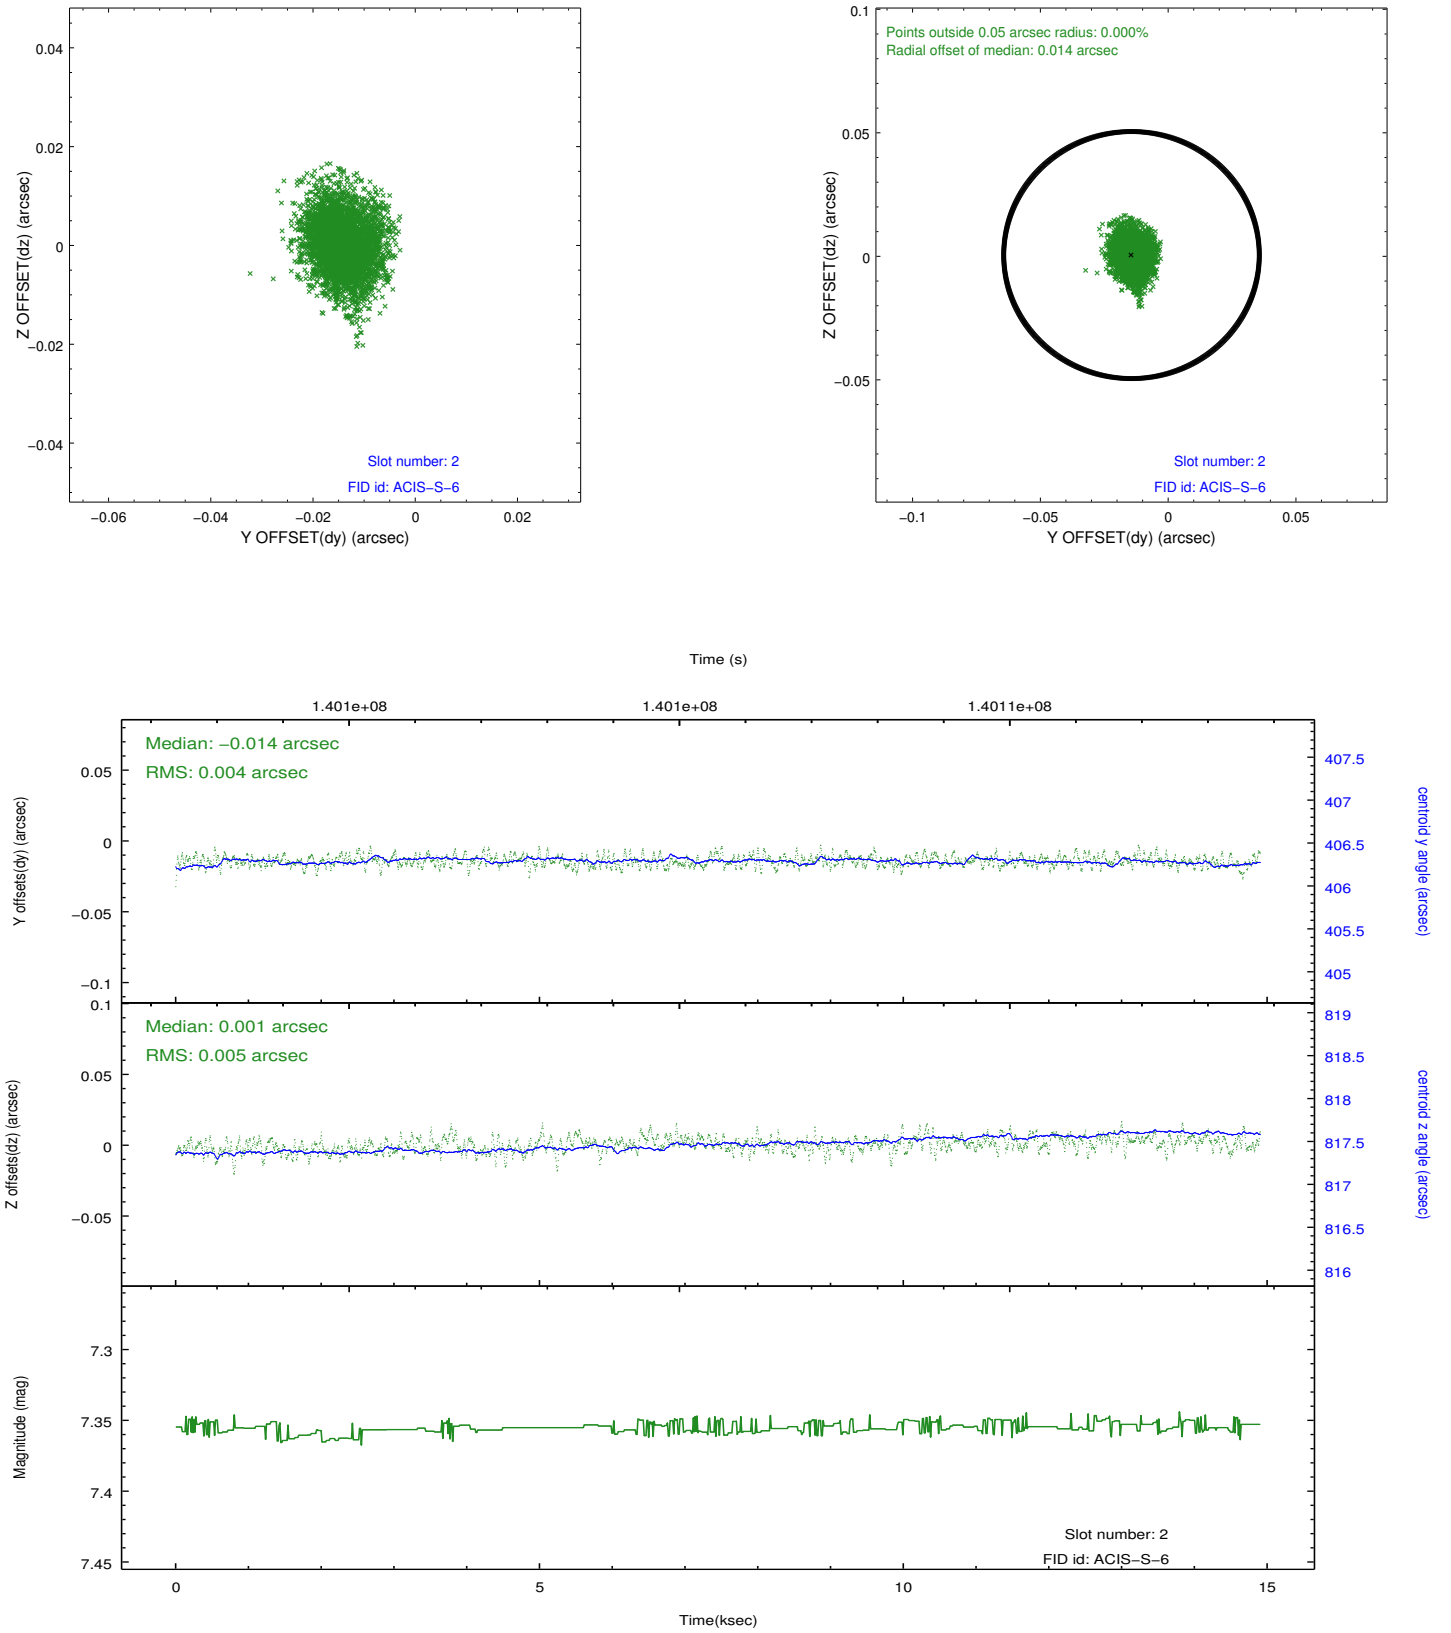 0.04
0.02
0
−0.02
−0.04
Z OFFSET(dz) (arcsec)
Slot number: 2
FID id: ACIS−S−6
−0.06
−0.04
−0.02
0
0.02
Y OFFSET(dy) (arcsec)
0.1
0.05
0
−0.05
Z OFFSET(dz) (arcsec)
Points outside 0.05 arcsec radius: 0.000%
Radial offset of median: 0.014 arcsec
Slot number: 2
FID id: ACIS−S−6
−0.1
−0.05
0
0.05
Y OFFSET(dy) (arcsec)
Time (s)
1.401e+08
1.401e+08
1.4011e+08
Median: −0.014 arcsec
RMS: 0.004 arcsec
0.05
0
−0.05
−0.1
Y offsets(dy) (arcsec)
407.5
407
406.5
406
405.5
405
centroid y angle (arcsec)
Median: 0.001 arcsec
RMS: 0.005 arcsec
0.1
0.05
0
−0.05
Z offsets(dz) (arcsec)
819
818.5
818
817.5
817
816.5
816
centroid z angle (arcsec)
7.3
7.35
7.4
7.45
Magnitude (mag)
Slot number: 2
FID id: ACIS−S−6
0
5
10
15
Time(ksec)